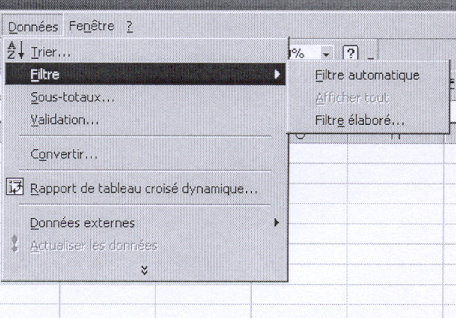 Données Fenêtre ?
Trier...
Filtre
Sous-totaux...
Validation...
Convertir...
Rapport de tableau croisé dynamique...
Données externes
Actualiser les données
% ?
Filtre automatique
Afficher tout
Filtre élaboré...